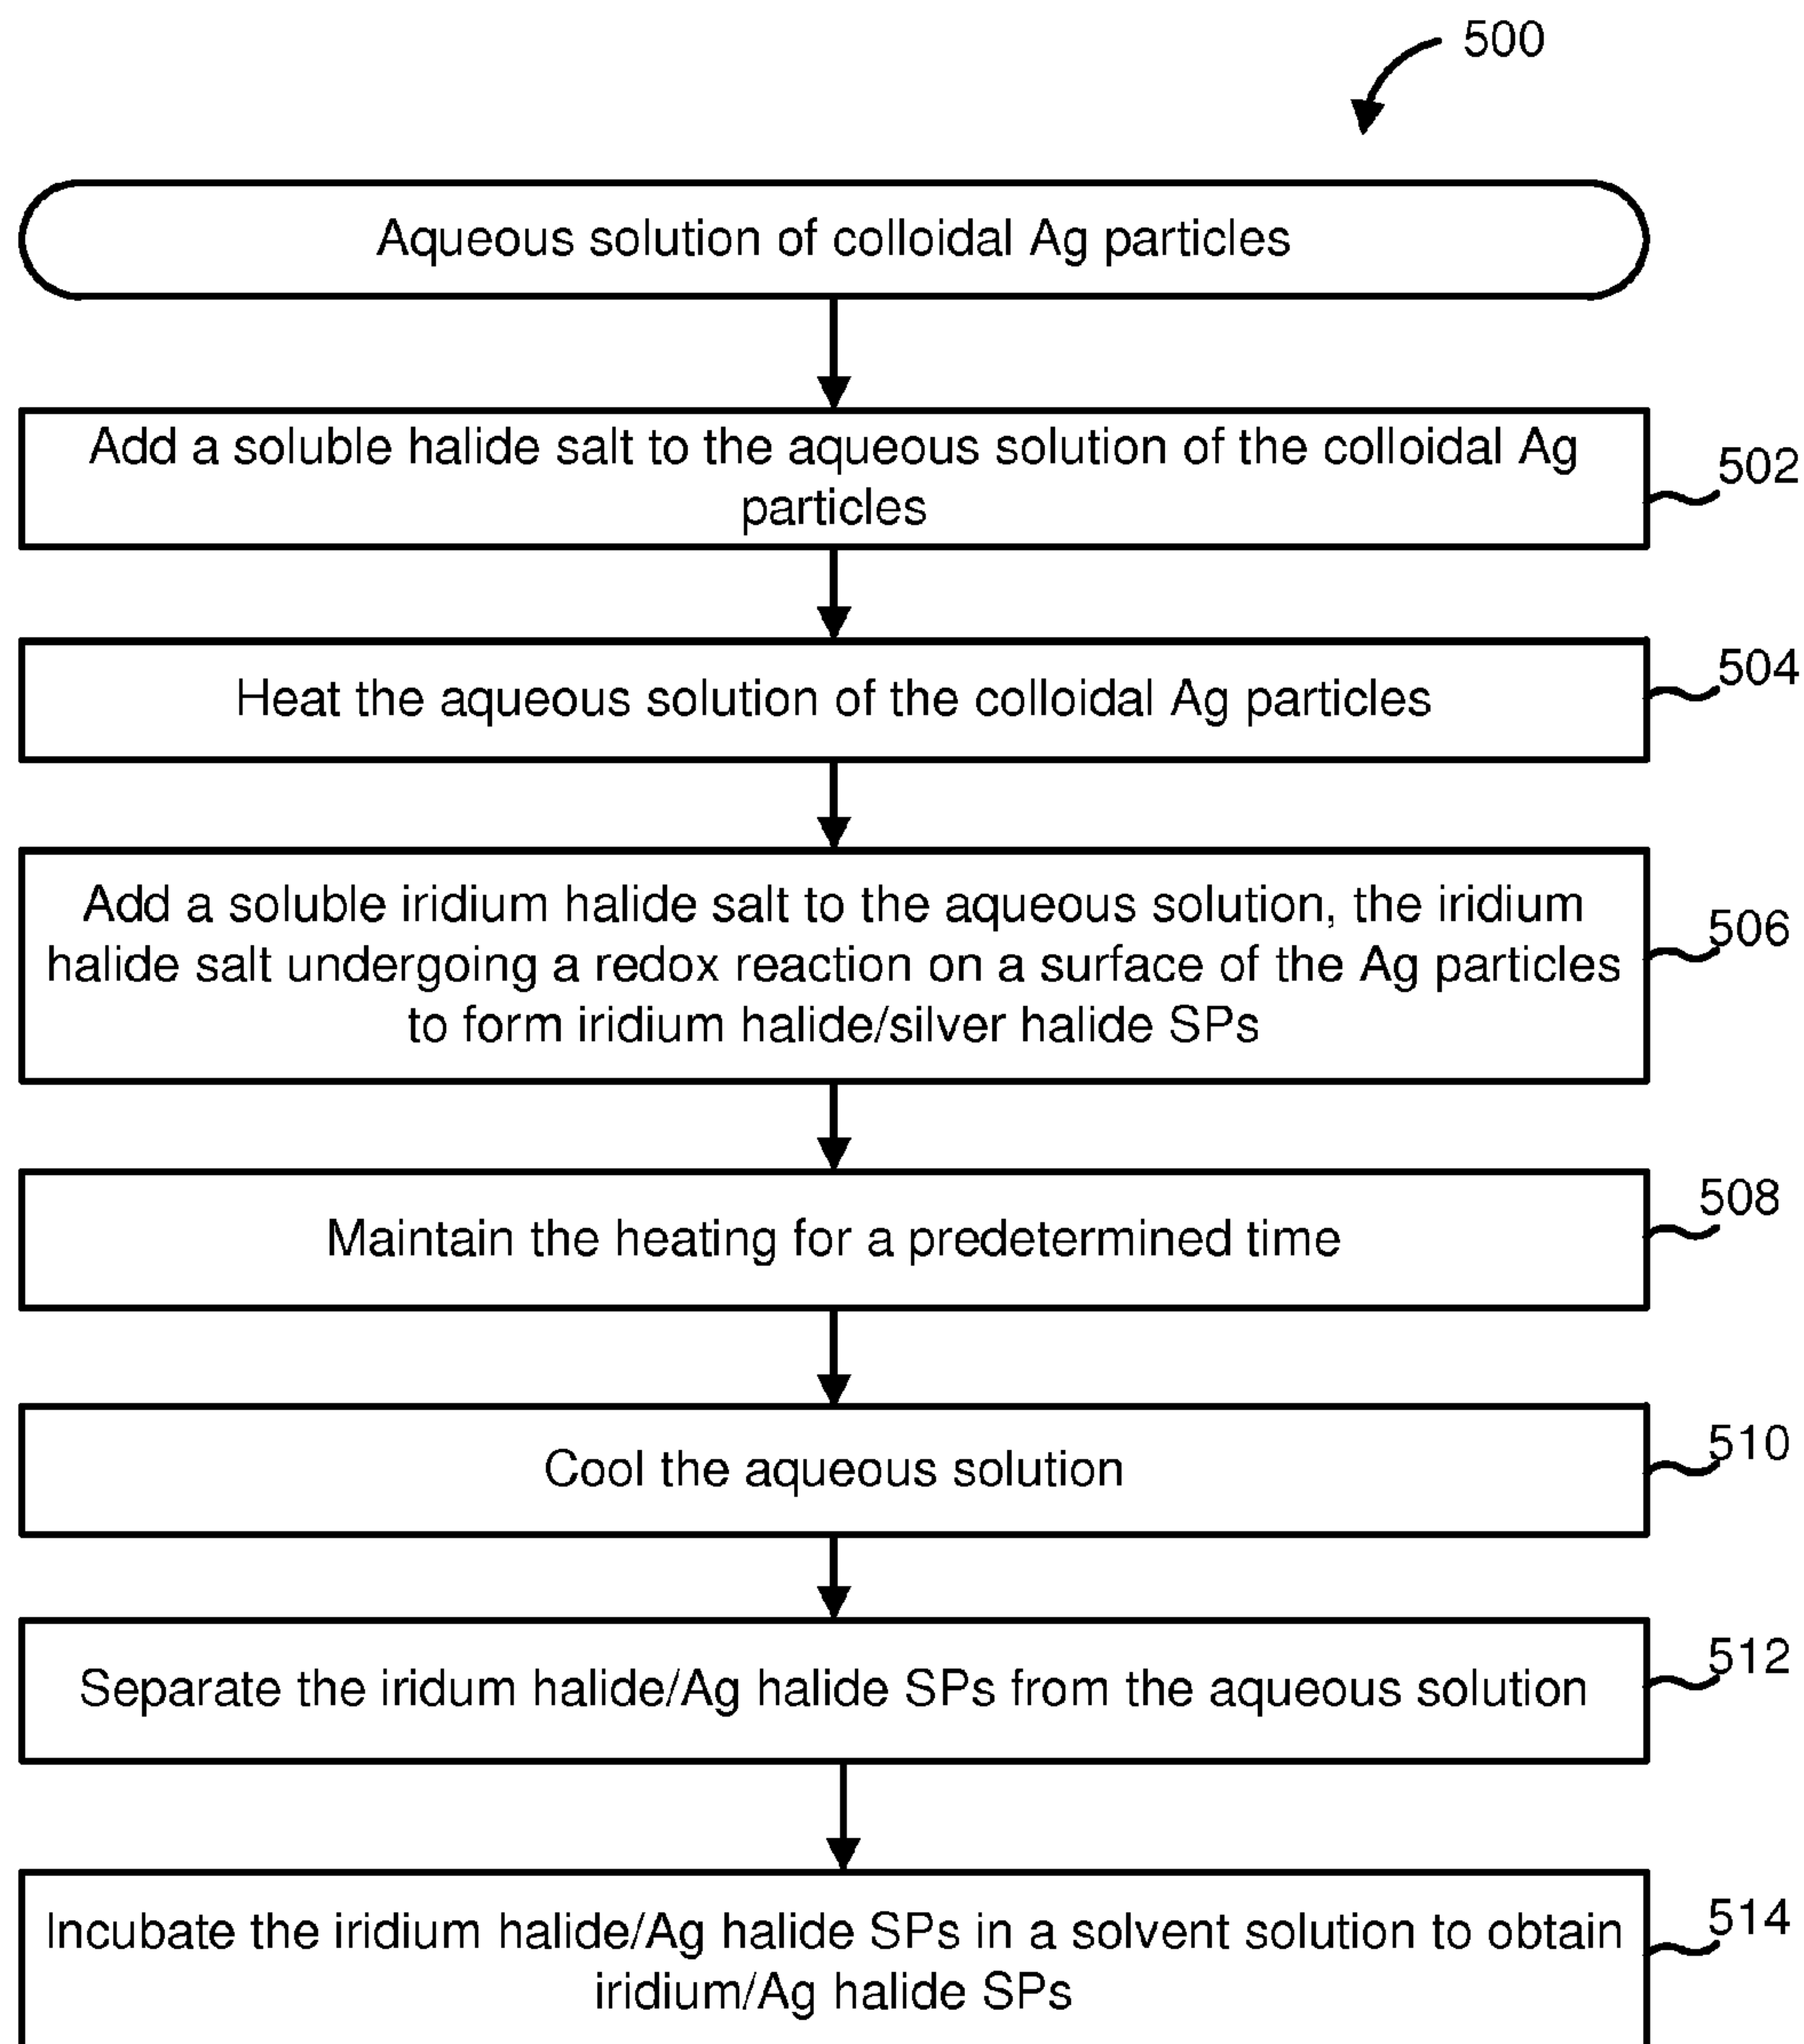 500
Aqueous solution of colloidal Ag particles
Add a soluble halide salt to the aqueous solution of the colloidal Ag
particles
502
Heat the aqueous solution of the colloidal Ag particles
504
Add a soluble iridium halide salt to the aqueous solution, the iridium
halide salt undergoing a redox reaction on a surface of the Ag particles
to form iridium halide/silver halide SPs
506
Maintain the heating for a predetermined time
508
Cool the aqueous solution
510
Separate the iridum halide/Ag halide SPs from the aqueous solution
512
Incubate the iridium halide/Ag halide SPs in a solvent solution to obtain
iridium/Ag halide SPs
514